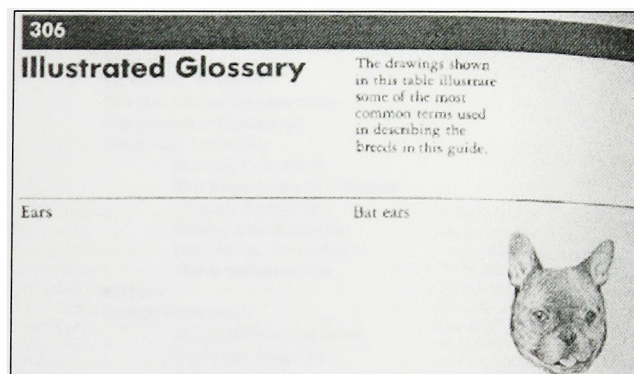 306
Illustrated Glossary
The drawings shown
in this table illustrate
some of the most
common terms used
in describing the
breeds in this guide.
Ears
Bat ears